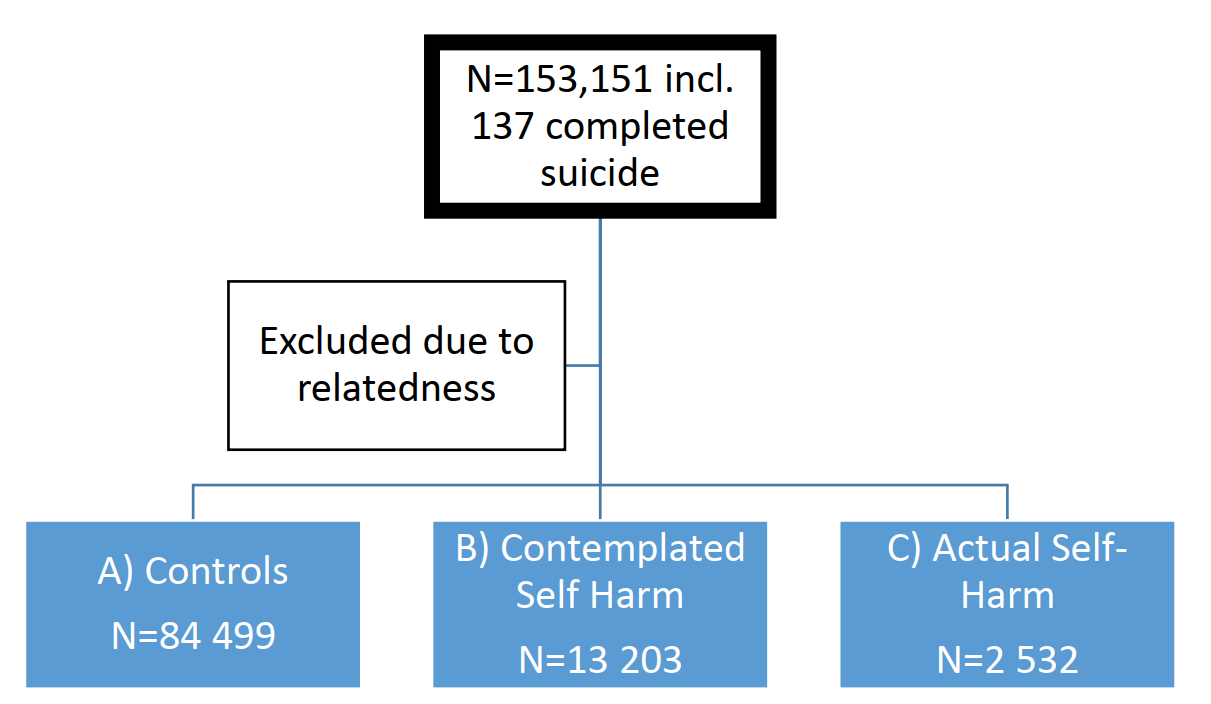 N=153,151 incl.
137 completed
suicide
Excluded due to
relatedness
A) Controls
N=84 499
B) Contemplated
Self Harm
N=13 203
C) Actual Self-
Harm
N=2 532